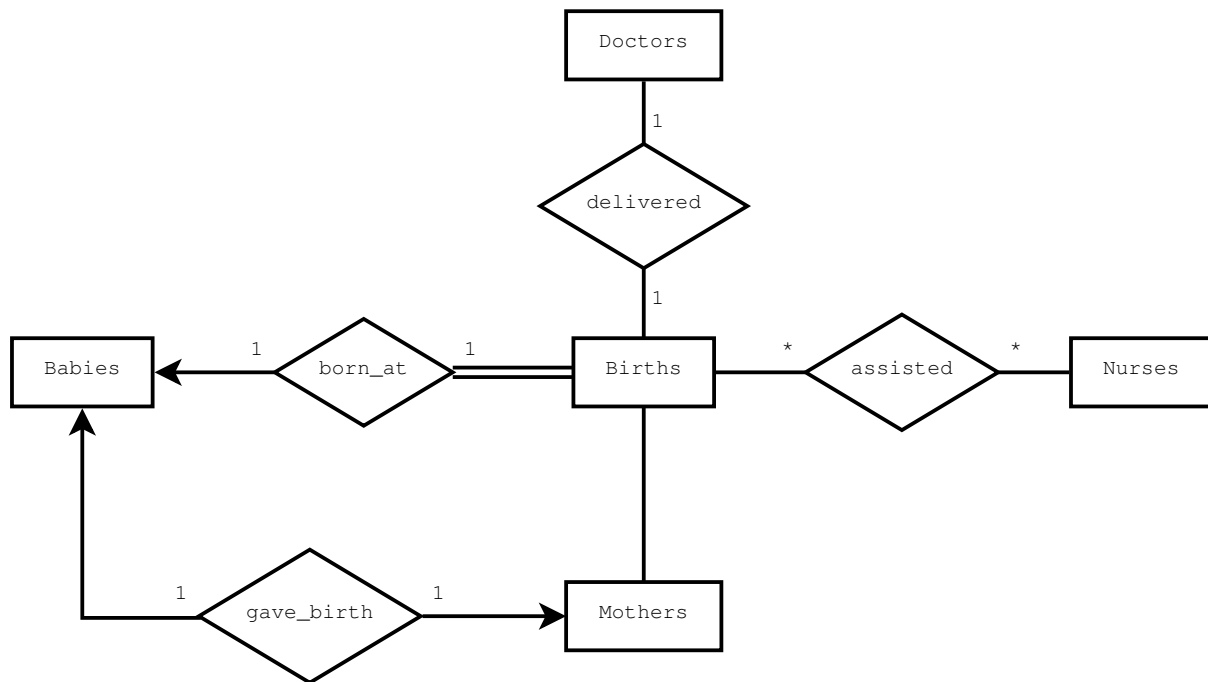 Doctors
1
delivered
1
Babies
1
born_at
1
Births
*
assisted
*
Nurses
1
gave_birth
1
Mothers